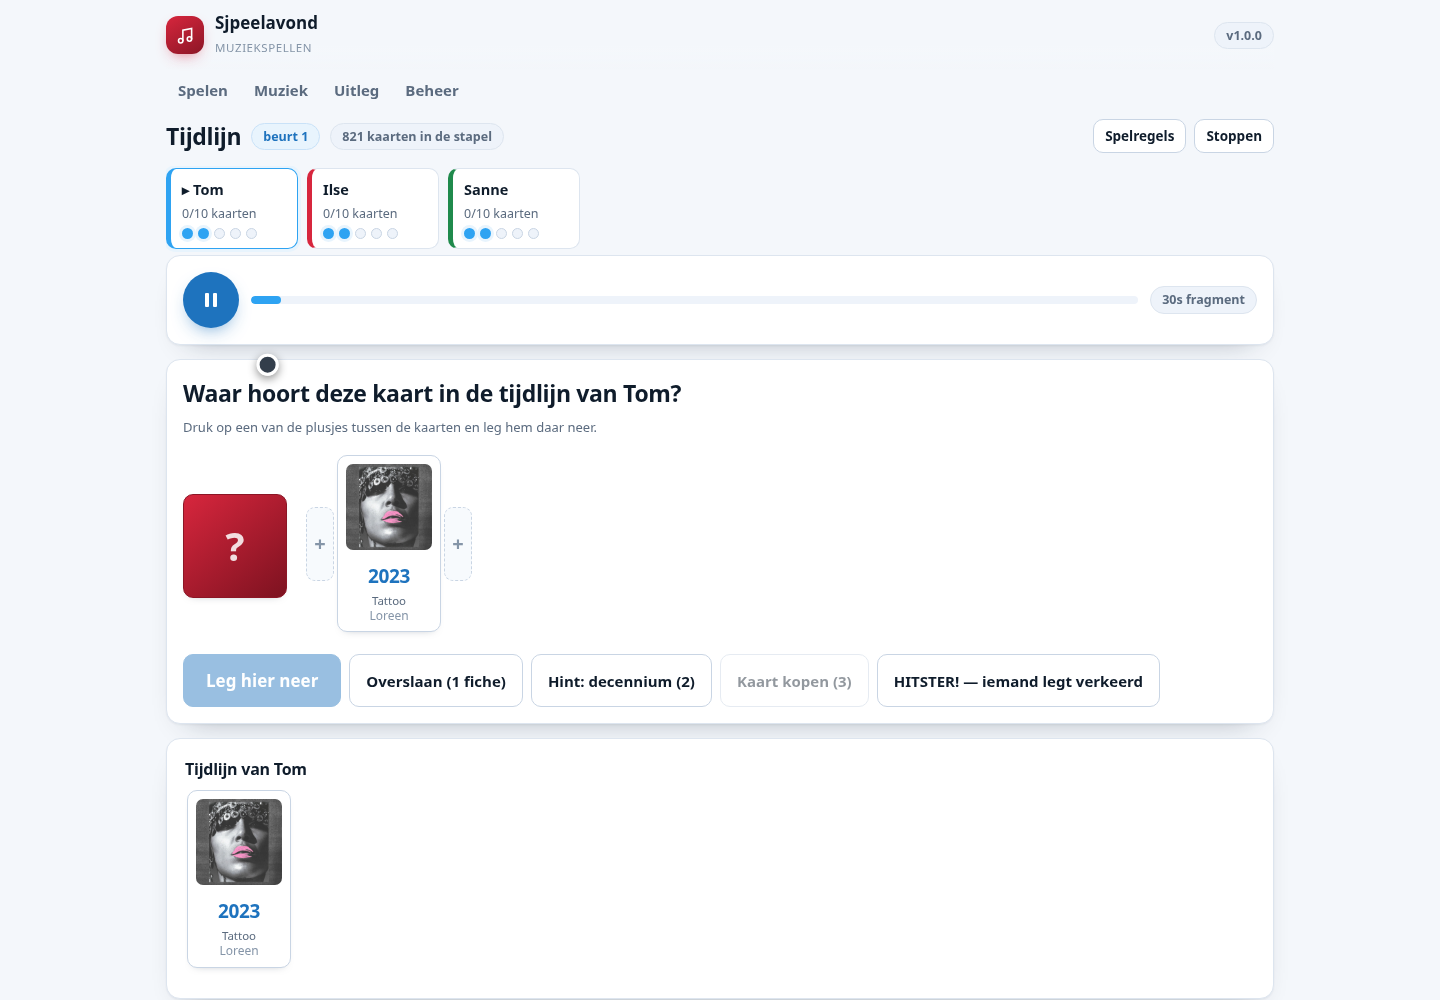 Sjpeelavond
MUZIEKSPELLEN
v1.0.0
Spelen Muziek Uitleg Beheer
Tijdlijn beurt 1 821 kaarten in de stapel Spelregels Stoppen
▸ Tom
0/10 kaarten
Ilse
0/10 kaarten
Sanne
0/10 kaarten
30s fragment
Waar hoort deze kaart in de tijdlijn van Tom?
Druk op een van de plusjes tussen de kaarten en leg hem daar neer.
?
+
2023
Tattoo
Loreen
+
Leg hier neer Overslaan (1 fiche) Hint: decennium (2) Kaart kopen (3) HITSTER! — iemand legt verkeerd
Tijdlijn van Tom
2023
Tattoo
Loreen